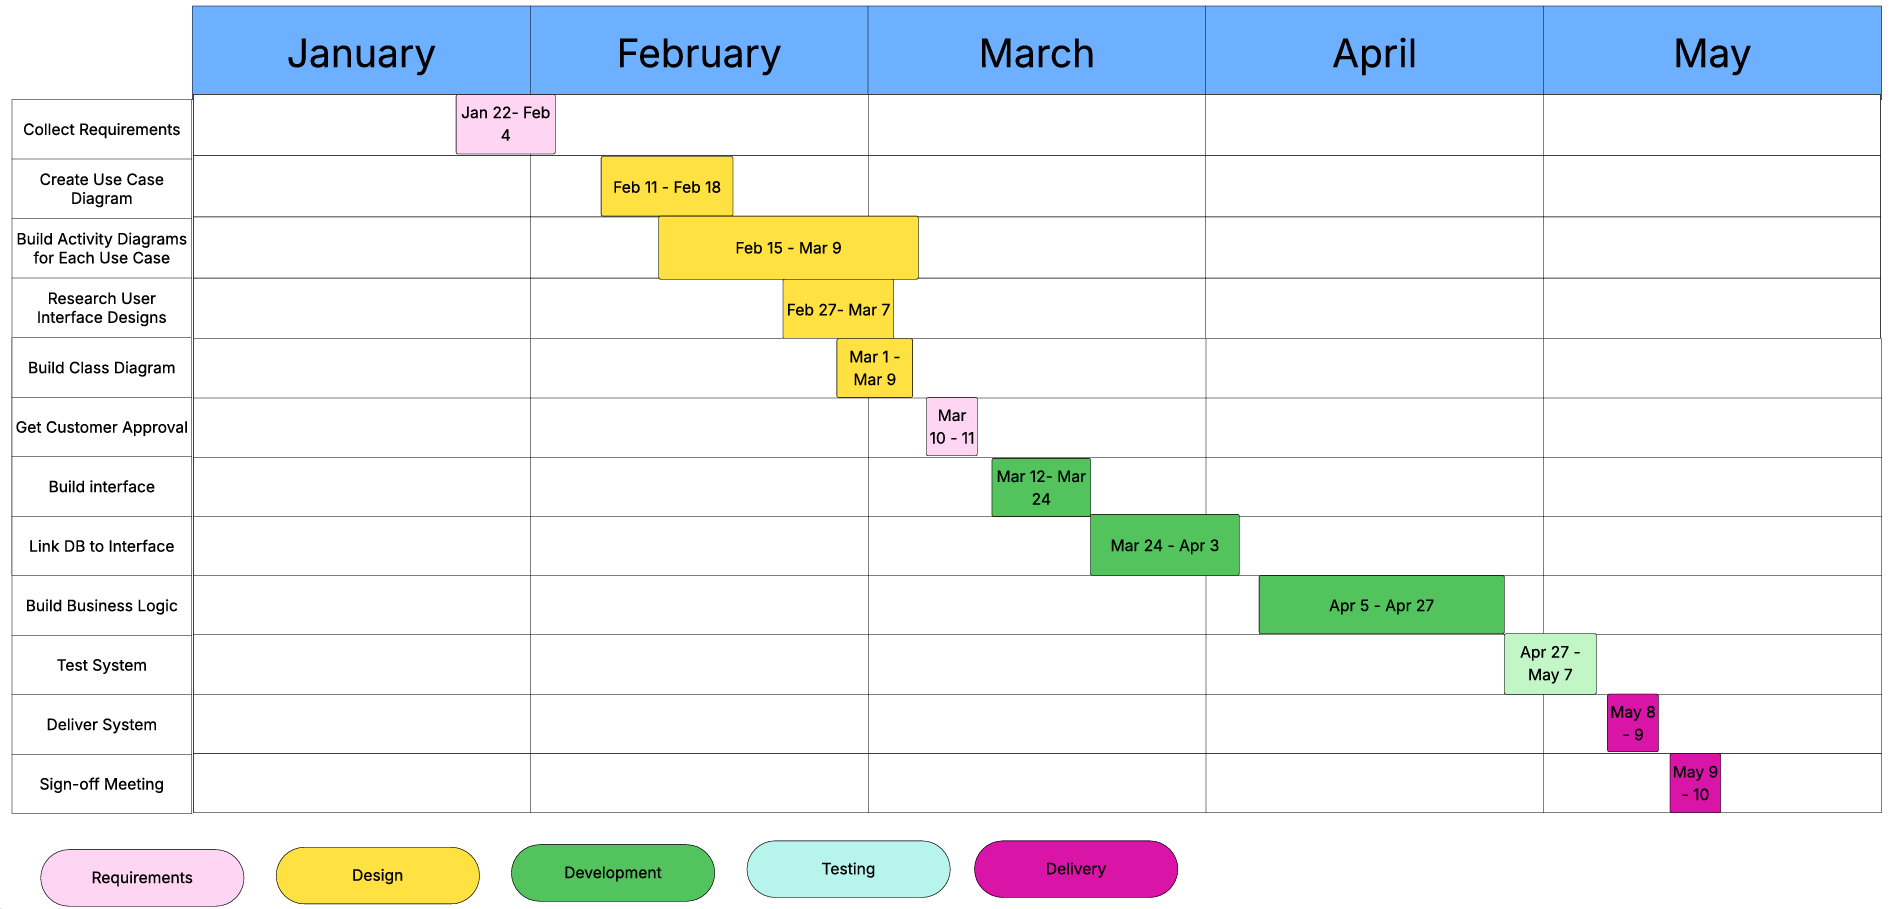 January February March April May
Collect Requirements
Jan 22- Feb
4
Create Use Case
Diagram
Feb 11 - Feb 18
Build Activity Diagrams
for Each Use Case
Feb 15 - Mar 9
Research User
Interface Designs
Feb 27- Mar 7
Build Class Diagram
Mar 1 -
Mar 9
Get Customer Approval
Mar
10 - 11
Build interface
Mar 12- Mar
24
Link DB to Interface
Mar 24 - Apr 3
Build Business Logic
Apr 5 - Apr 27
Test System
Apr 27 -
May 7
Deliver System
May 8
- 9
Sign-off Meeting
May 9
- 10
Requirements Design Development Testing Delivery